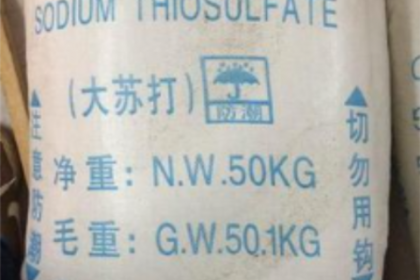 SODIUM THIOSULFATE
(大苏打)
防潮
净重: N.W.50KG
毛重: G.W.50.1KG
注意防潮
切勿用钩